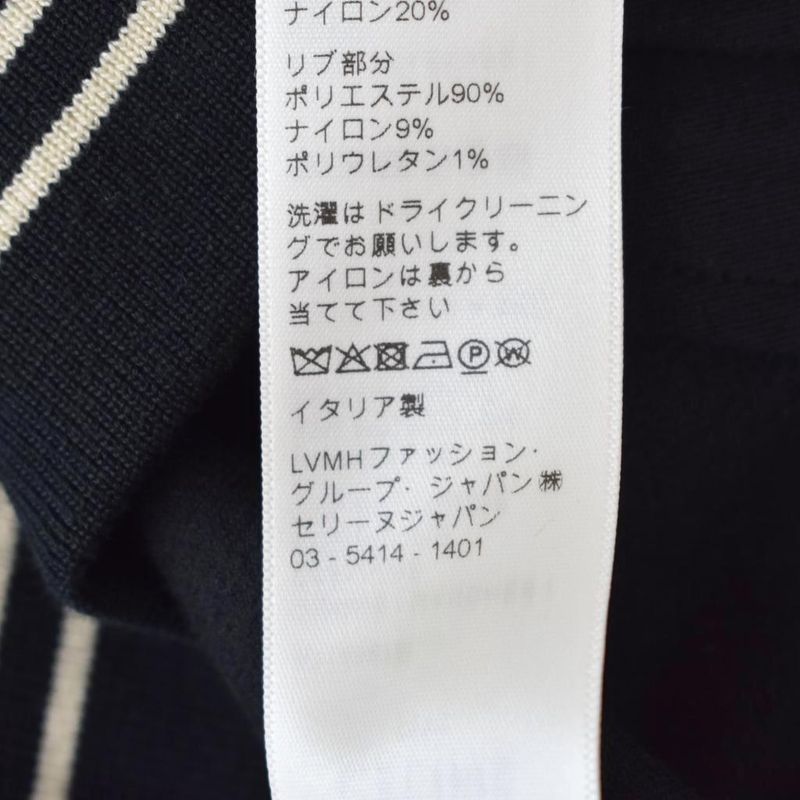 ナイロン20%
リブ部分
ポリエステル90%
ナイロン9%
ポリウレタン1%
洗濯はドライクリーニン
グでお願いします。
アイロンは裏から
当てて下さい
P W
イタリア製
LVMHファッション・
グループ・ジャパン㈱
セリーヌジャパン
03 - 5414 - 1401